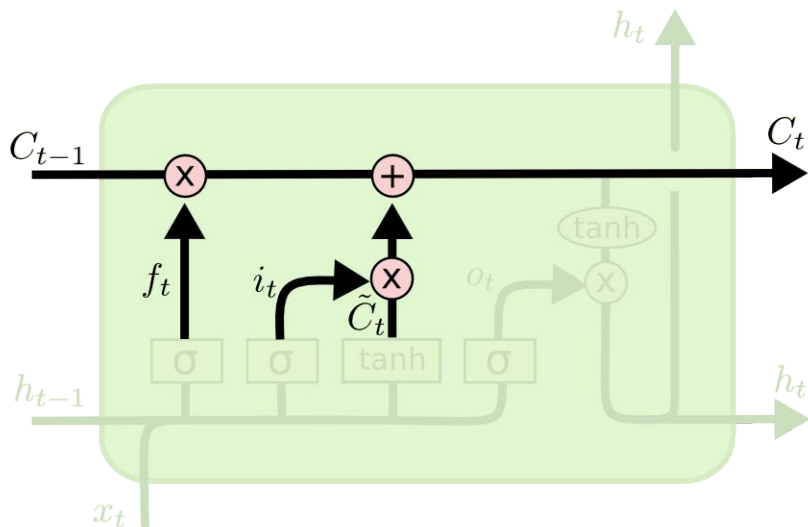 h_t
C_{t-1} x + C_t
tanh
f_t i_t x o_t x
C̃_t
σ σ tanh σ
h_{t-1} h_t
x_t